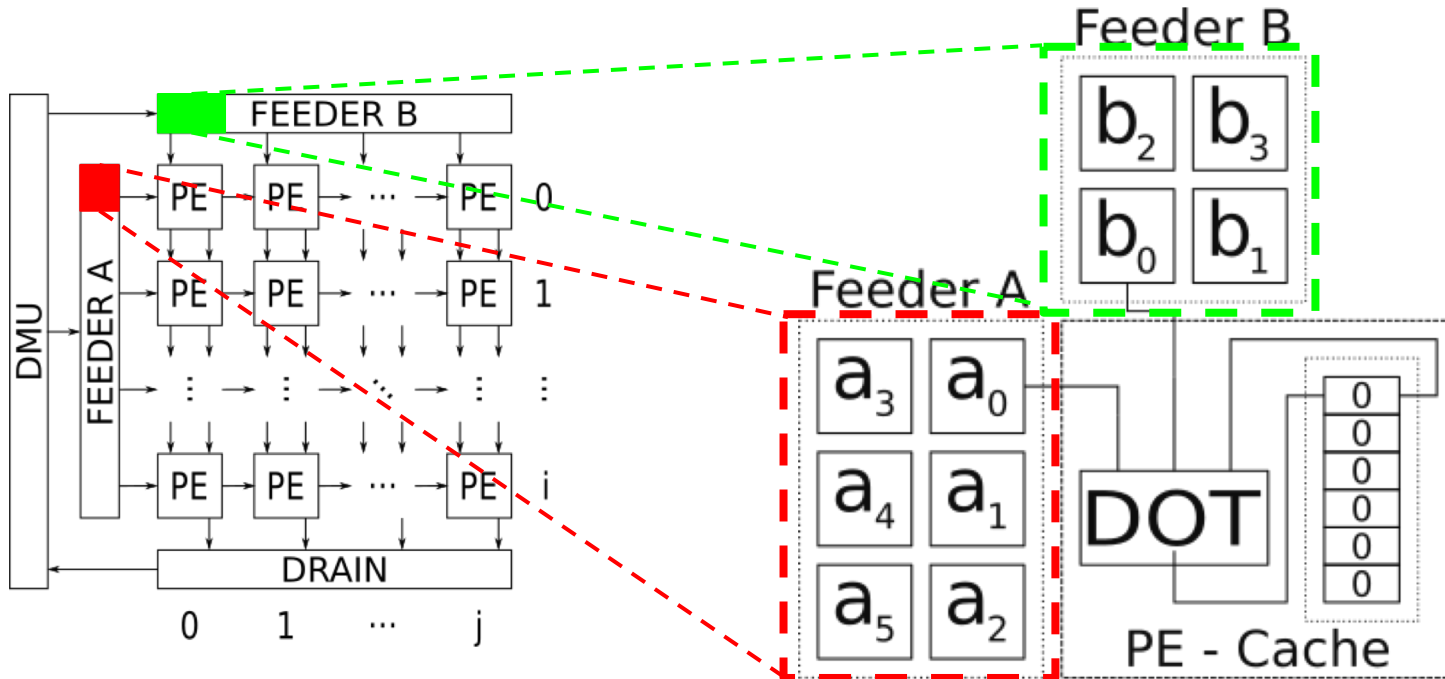 Feeder B
FEEDER B
DMU
FEEDER A
PE PE ... PE 0
PE PE ... PE 1
⋮ ⋮ ⋱ ⋮ ⋮
PE PE ... PE i
DRAIN
0 1 ... j
b2 b3
b0 b1
Feeder A
a3 a0
a4 a1
a5 a2
DOT
0
0
0
0
0
0
PE - Cache